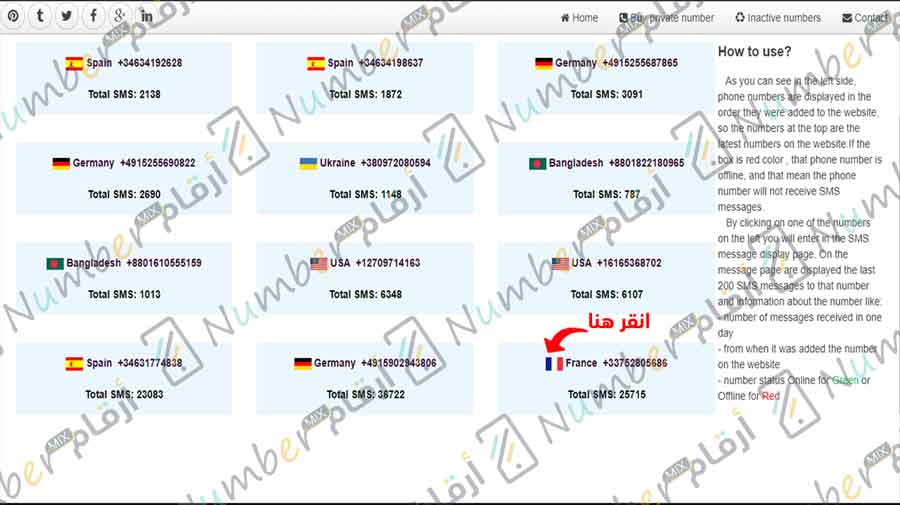 Home Buy private number Inactive numbers Contact
Spain +34634192628
Total SMS: 2138
Spain +34634198637
Total SMS: 1872
Germany +4915255687865
Total SMS: 3091
Germany +4915255690822
Total SMS: 2690
Ukraine +380972080594
Total SMS: 1148
Bangladesh +8801822180965
Total SMS: 787
Bangladesh +8801610555159
Total SMS: 1013
USA +12709714163
Total SMS: 6348
USA +16165368702
Total SMS: 6107
انقر هنا
Spain +34631774838
Total SMS: 23083
Germany +4915902943806
Total SMS: 36722
France +33752805686
Total SMS: 25715
How to use?
As you can see in the left side,
phone numbers are displayed in the
order they were added to the website.
so the numbers at the top are the
latest numbers on the website.If the
box is red color , that phone number is
offline, and that mean the phone
number will not receive SMS
messages.
By clicking on one of the numbers
on the left you will enter in the SMS
message display page. On the
message page are displayed the last
200 SMS messages to that number
and information about the number like:
- number of messages received in one
day
- from when it was added the number
on the website
- number status Online for Green or
Offline for Red
Number MIX أرقام